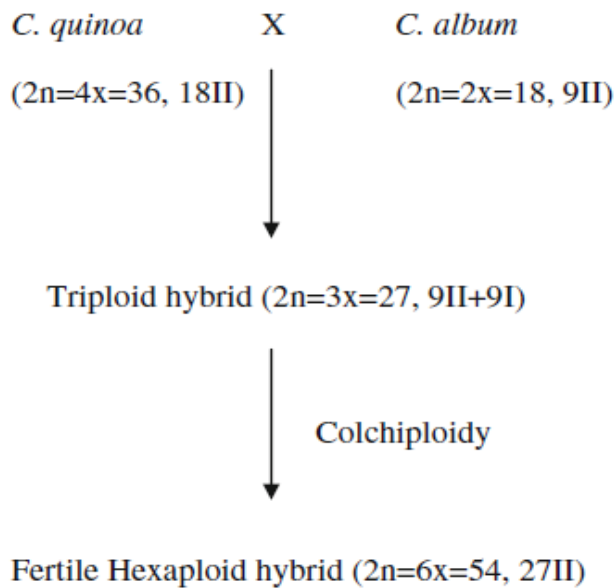 C. quinoa X C. album
(2n=4x=36, 18II) (2n=2x=18, 9II)
Triploid hybrid (2n=3x=27, 9II+9I)
Colchiploidy
Fertile Hexaploid hybrid (2n=6x=54, 27II)